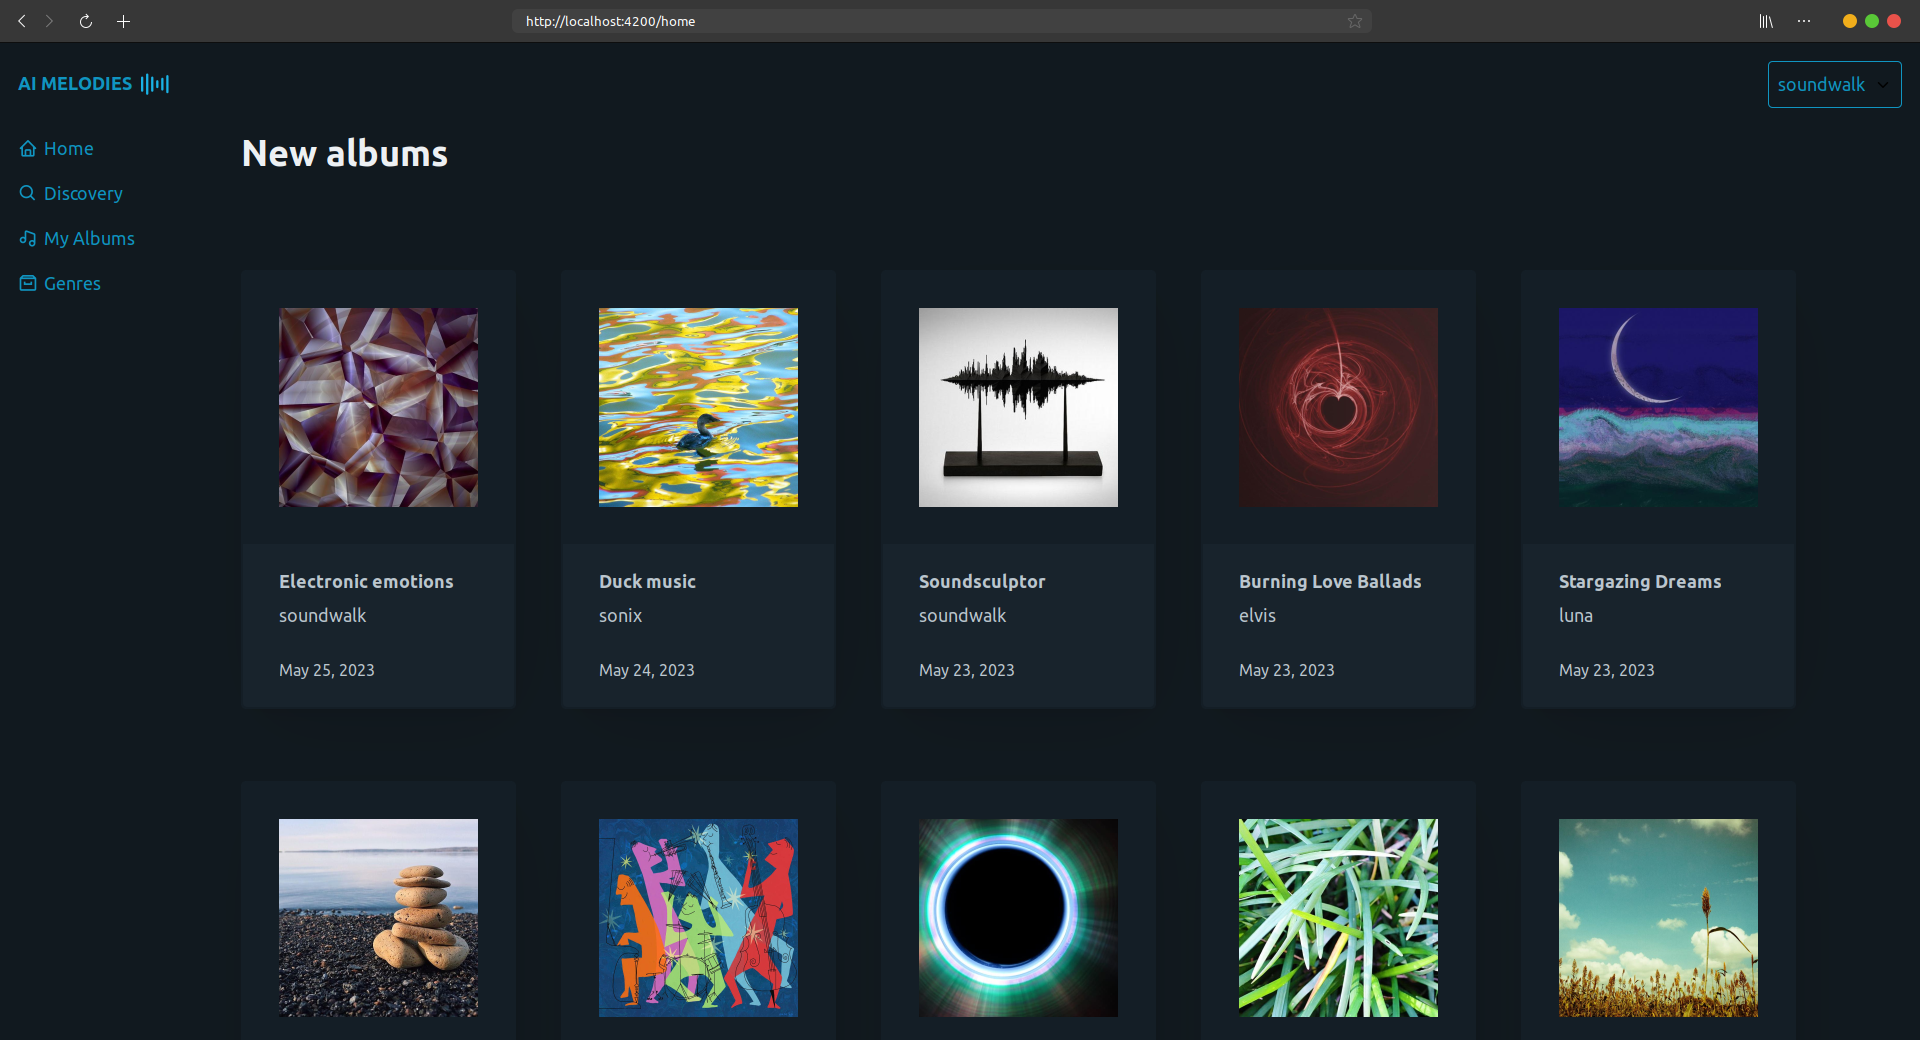 http://localhost:4200/home
AI MELODIES
soundwalk
Home
Discovery
My Albums
Genres
New albums
Electronic emotions
soundwalk
May 25, 2023
Duck music
sonix
May 24, 2023
Soundsculptor
soundwalk
May 23, 2023
Burning Love Ballads
elvis
May 23, 2023
Stargazing Dreams
luna
May 23, 2023